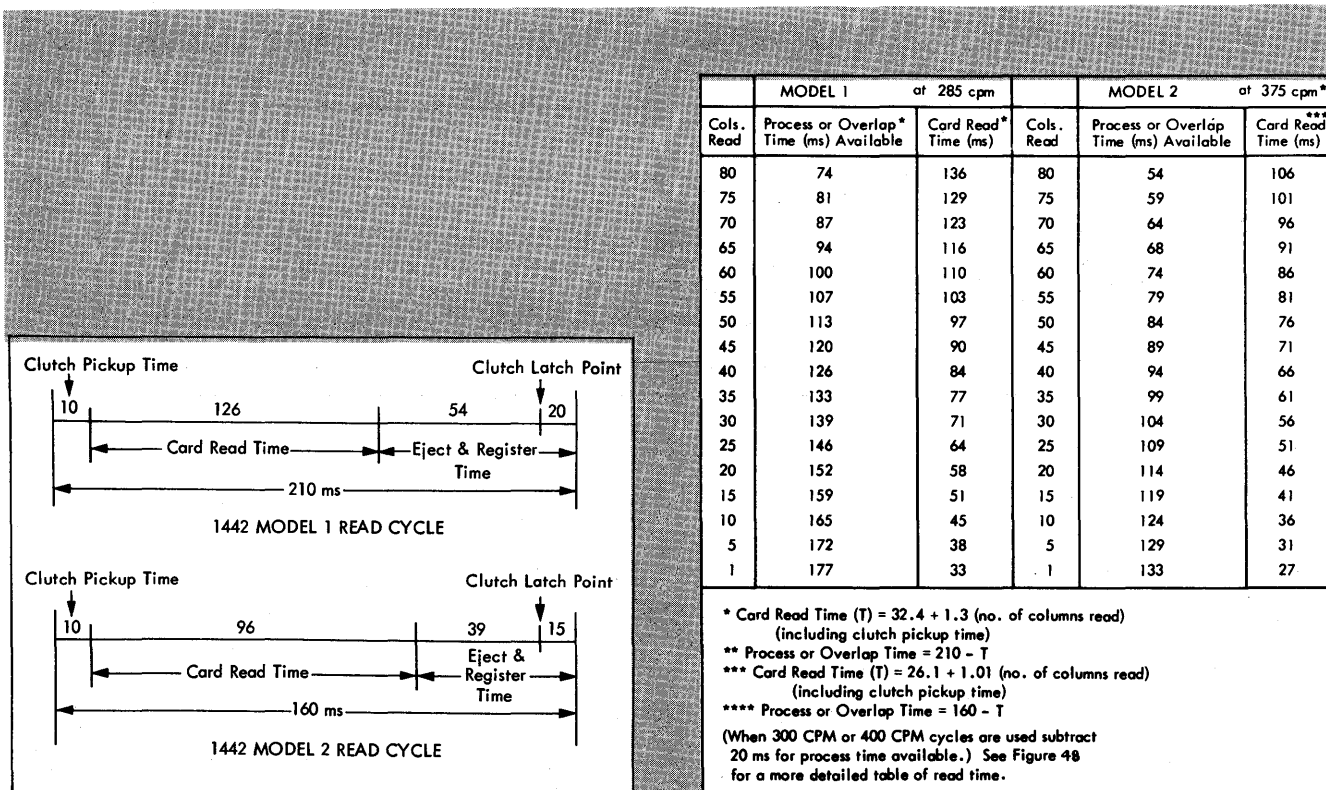 Clutch Pickup Time
Clutch Latch Point
10 126 54 20
Card Read Time
Eject & Register
Time
210 ms
1442 MODEL 1 READ CYCLE
Clutch Pickup Time
Clutch Latch Point
10 96 39 15
Card Read Time
Eject &
Register
Time
160 ms
1442 MODEL 2 READ CYCLE
MODEL 1 at 285 cpm MODEL 2 at 375 cpm*
Cols. Process or Overlap* Card Read* Cols. Process or Overlap Card Read***
Read Time (ms) Available Time (ms) Read Time (ms) Available Time (ms)
80 74 136 80 54 106
75 81 129 75 59 101
70 87 123 70 64 96
65 94 116 65 68 91
60 100 110 60 74 86
55 107 103 55 79 81
50 113 97 50 84 76
45 120 90 45 89 71
40 126 84 40 94 66
35 133 77 35 99 61
30 139 71 30 104 56
25 146 64 25 109 51
20 152 58 20 114 46
15 159 51 15 119 41
10 165 45 10 124 36
5 172 38 5 129 31
1 177 33 1 133 27
* Card Read Time (T) = 32.4 + 1.3 (no. of columns read)
(including clutch pickup time)
** Process or Overlap Time = 210 - T
*** Card Read Time (T) = 26.1 + 1.01 (no. of columns read)
(including clutch pickup time)
**** Process or Overlap Time = 160 - T
(When 300 CPM or 400 CPM cycles are used subtract
20 ms for process time available.) See Figure 48
for a more detailed table of read time.